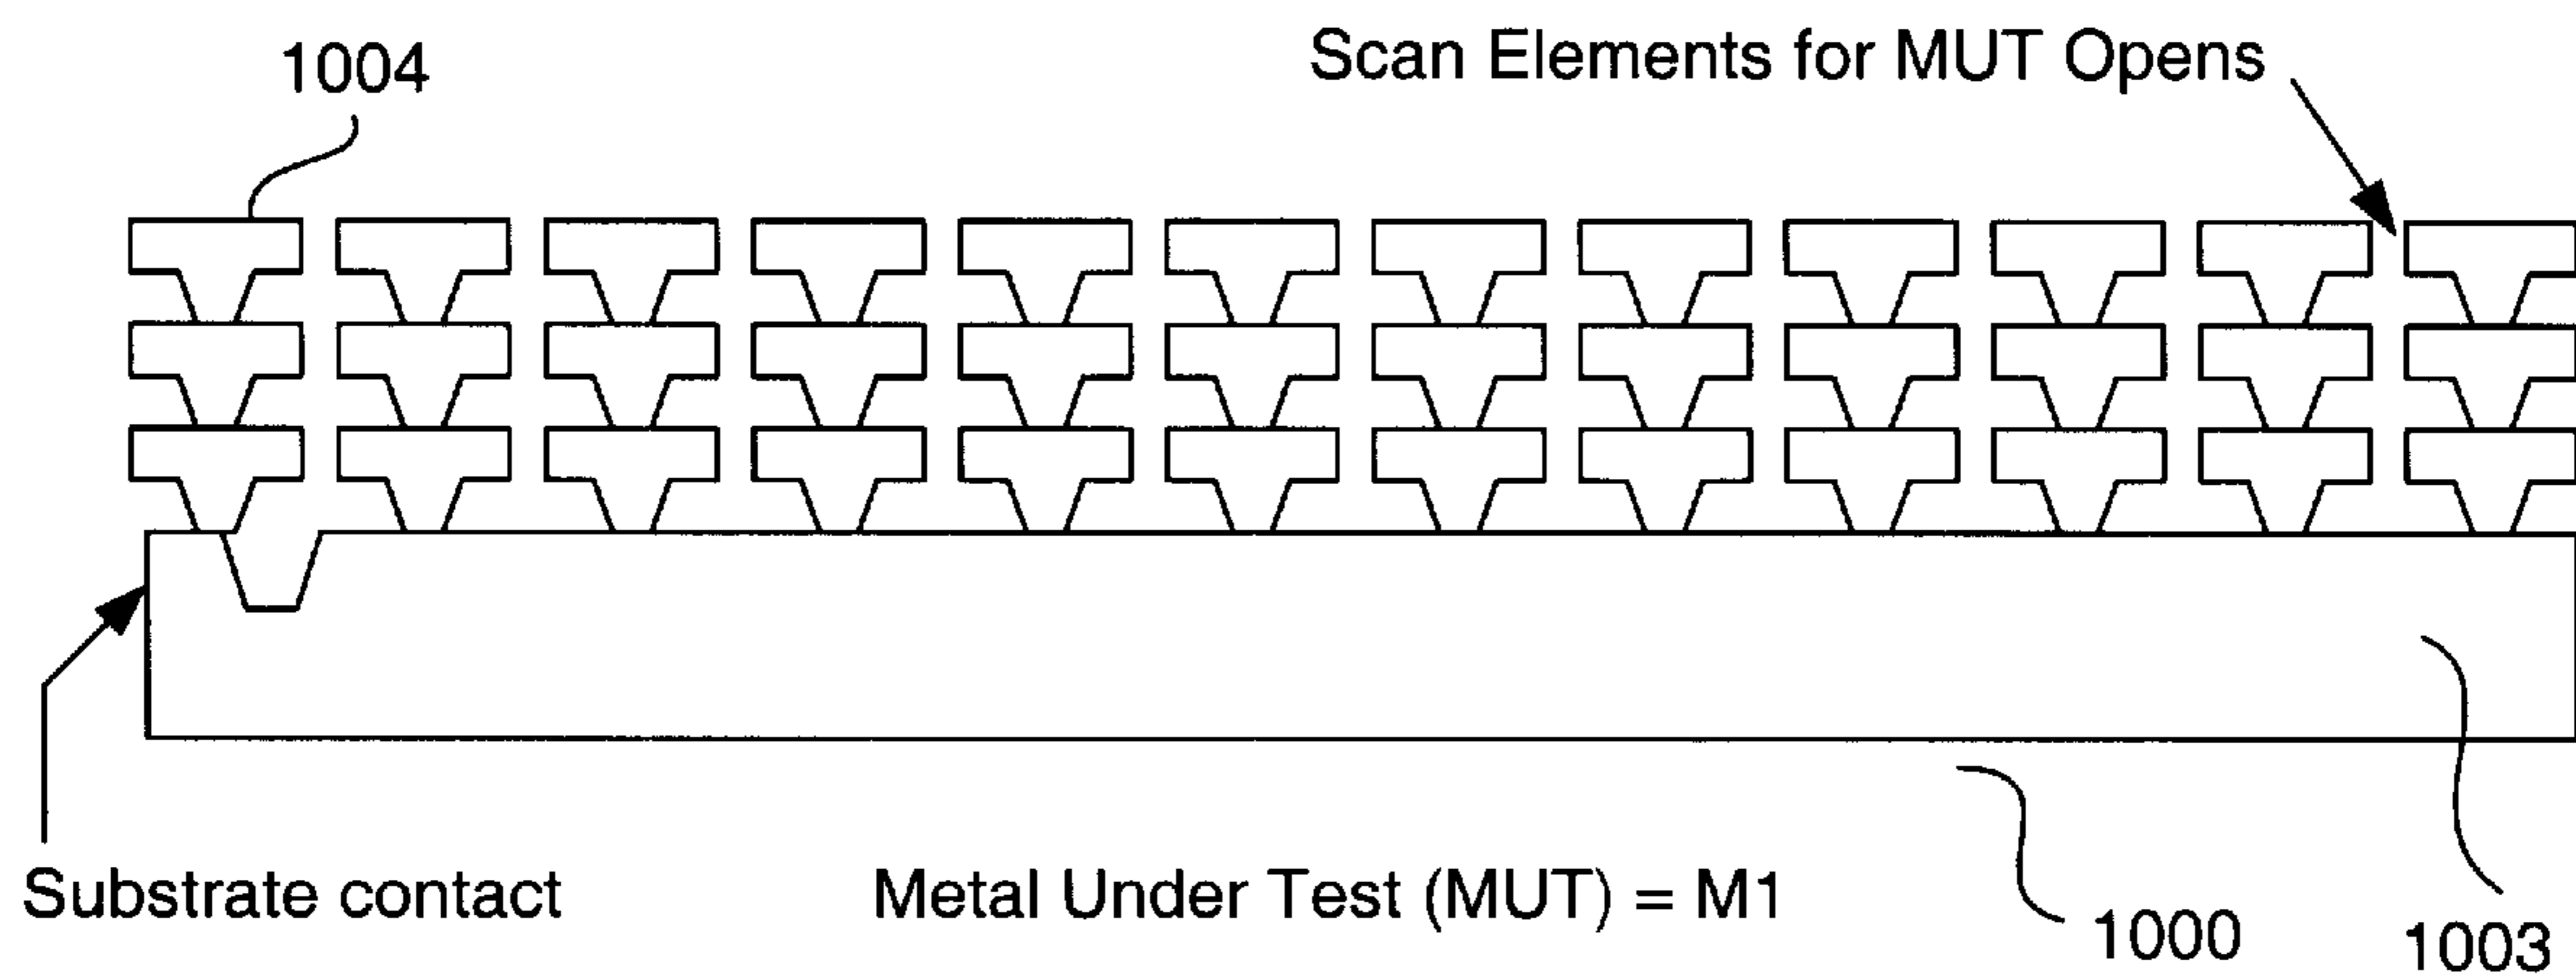 1004
Scan Elements for MUT Opens
Substrate contact
Metal Under Test (MUT) = M1
1000
1003